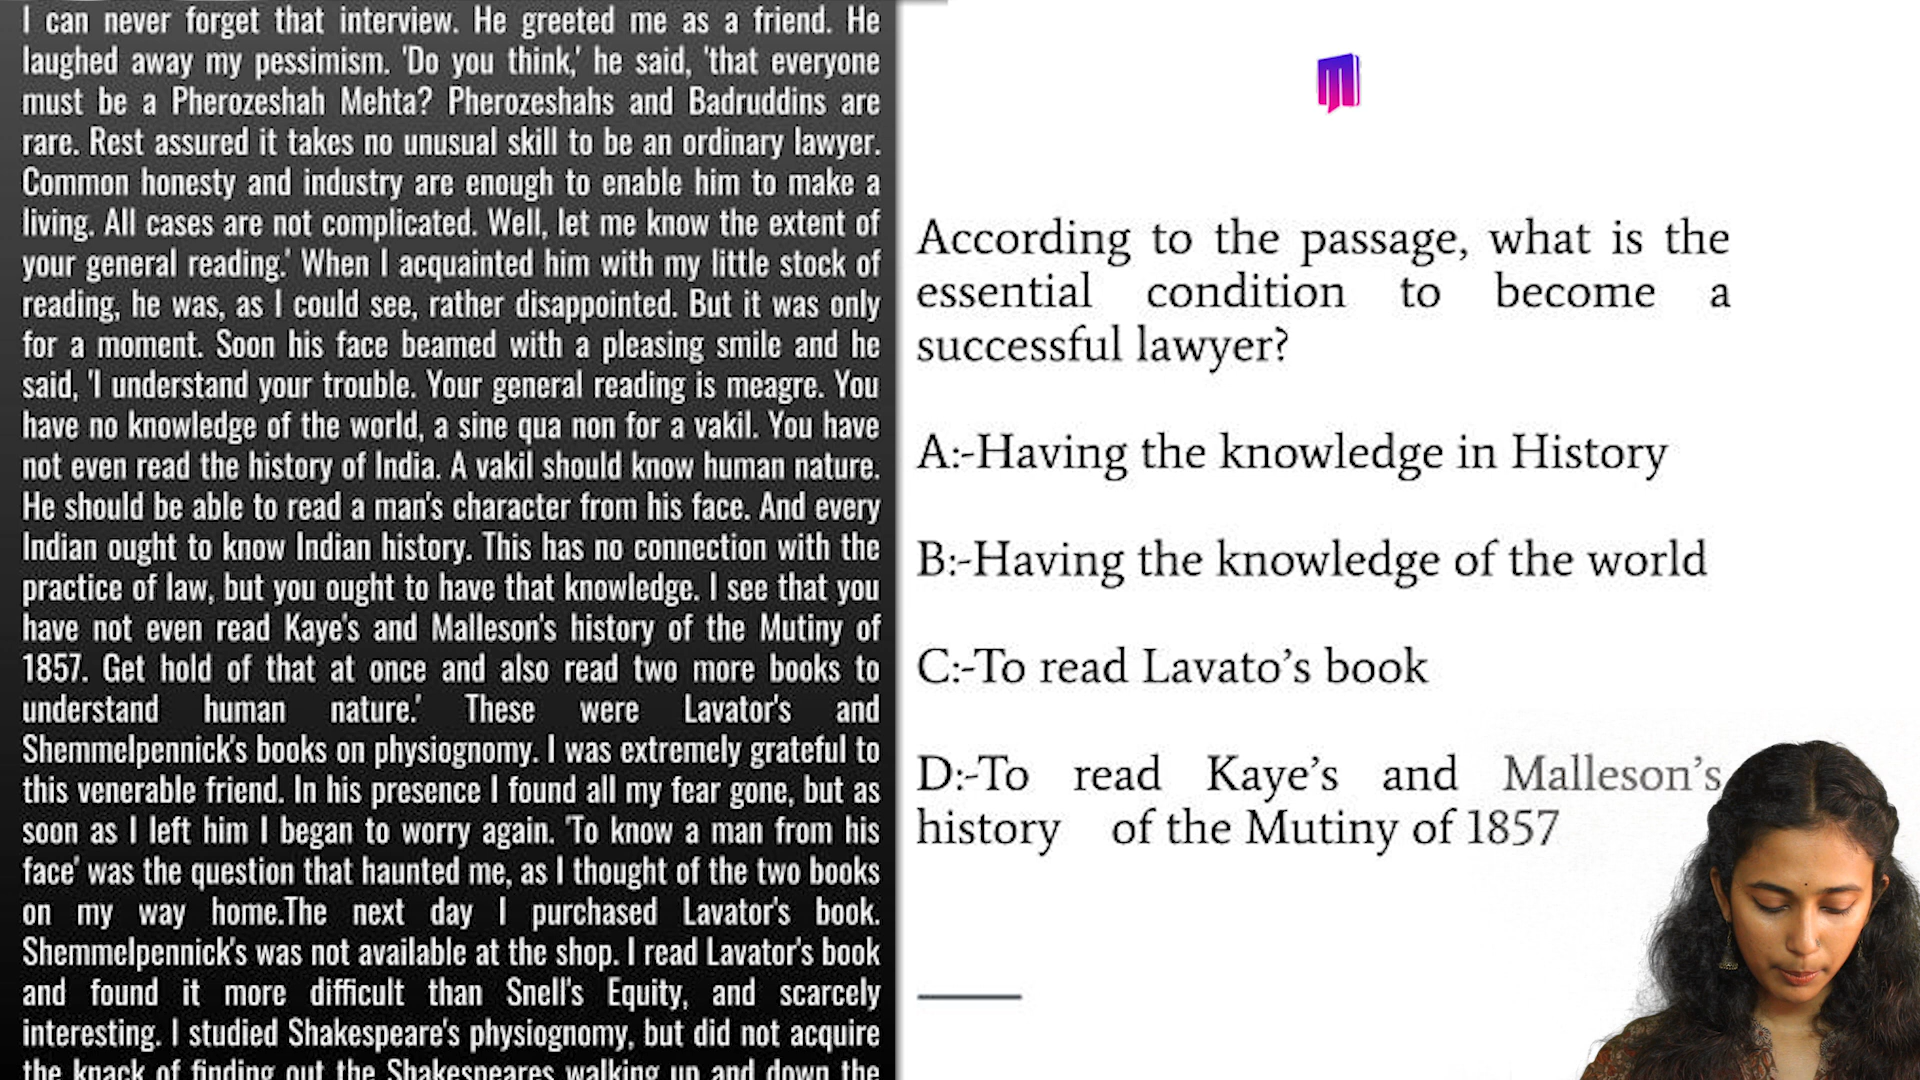 I can never forget that interview. He greeted me as a friend. He
laughed away my pessimism. 'Do you think,' he said, 'that everyone
must be a Pherozeshah Mehta? Pherozeshahs and Badruddins are
rare. Rest assured it takes no unusual skill to be an ordinary lawyer.
Common honesty and industry are enough to enable him to make a
living. All cases are not complicated. Well, let me know the extent of
your general reading.' When I acquainted him with my little stock of
reading, he was, as I could see, rather disappointed. But it was only
for a moment. Soon his face beamed with a pleasing smile and he
said, 'I understand your trouble. Your general reading is meagre. You
have no knowledge of the world, a sine qua non for a vakil. You have
not even read the history of India. A vakil should know human nature.
He should be able to read a man's character from his face. And every
Indian ought to know Indian history. This has no connection with the
practice of law, but you ought to have that knowledge. I see that you
have not even read Kaye's and Malleson's history of the Mutiny of
1857. Get hold of that at once and also read two more books to
understand human nature.' These were Lavator's and
Shemmelpennick's books on physiognomy. I was extremely grateful to
this venerable friend. In his presence I found all my fear gone, but as
soon as I left him I began to worry again. 'To know a man from his
face' was the question that haunted me, as I thought of the two books
on my way home.The next day I purchased Lavator's book.
Shemmelpennick's was not available at the shop. I read Lavator's book
and found it more difficult than Snell's Equity, and scarcely
interesting. I studied Shakespeare's physiognomy, but did not acquire
the knack of finding out the Shakespeares walking up and down the
According to the passage, what is the
essential condition to become a
successful lawyer?
A:-Having the knowledge in History
B:-Having the knowledge of the world
C:-To read Lavato’s book
D:-To read Kaye’s and Malleson’s
history of the Mutiny of 1857